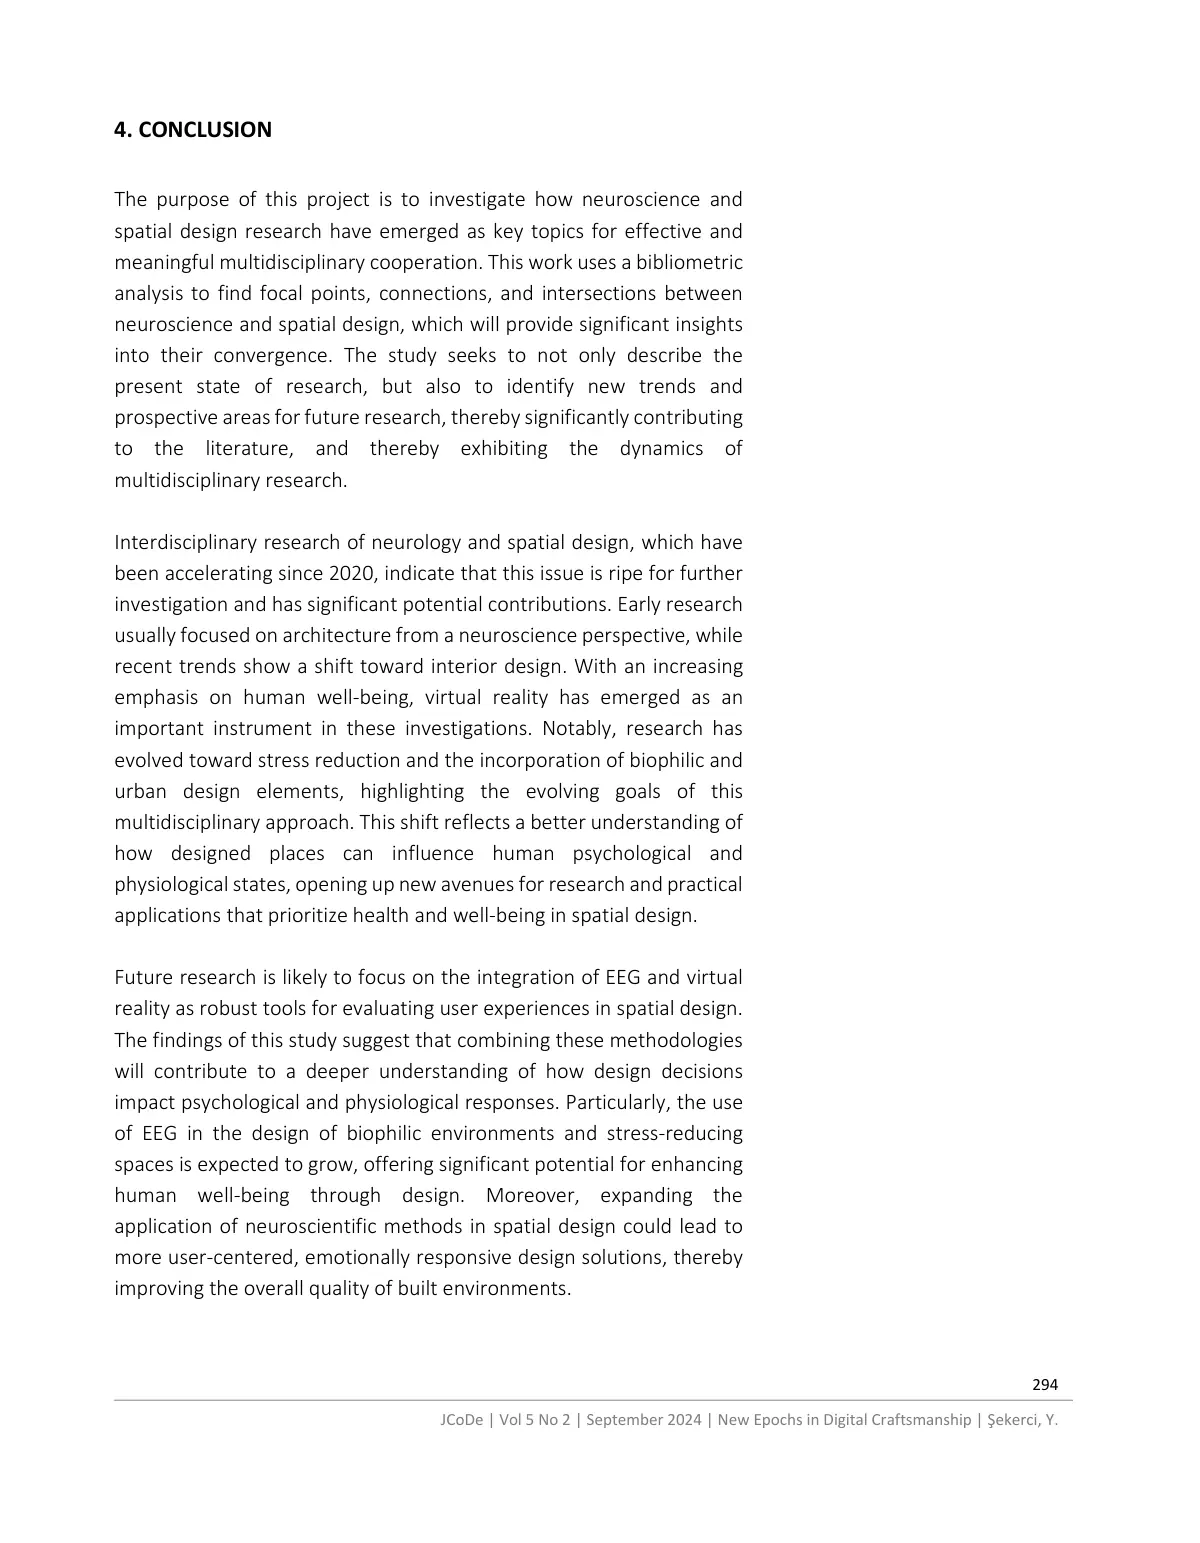 4. CONCLUSION
The purpose of this project is to investigate how neuroscience and
spatial design research have emerged as key topics for effective and
meaningful multidisciplinary cooperation. This work uses a bibliometric
analysis to find focal points, connections, and intersections between
neuroscience and spatial design, which will provide significant insights
into their convergence. The study seeks to not only describe the
present state of research, but also to identify new trends and
prospective areas for future research, thereby significantly contributing
to the literature, and thereby exhibiting the dynamics of
multidisciplinary research.
Interdisciplinary research of neurology and spatial design, which have
been accelerating since 2020, indicate that this issue is ripe for further
investigation and has significant potential contributions. Early research
usually focused on architecture from a neuroscience perspective, while
recent trends show a shift toward interior design. With an increasing
emphasis on human well-being, virtual reality has emerged as an
important instrument in these investigations. Notably, research has
evolved toward stress reduction and the incorporation of biophilic and
urban design elements, highlighting the evolving goals of this
multidisciplinary approach. This shift reflects a better understanding of
how designed places can influence human psychological and
physiological states, opening up new avenues for research and practical
applications that prioritize health and well-being in spatial design.
Future research is likely to focus on the integration of EEG and virtual
reality as robust tools for evaluating user experiences in spatial design.
The findings of this study suggest that combining these methodologies
will contribute to a deeper understanding of how design decisions
impact psychological and physiological responses. Particularly, the use
of EEG in the design of biophilic environments and stress-reducing
spaces is expected to grow, offering significant potential for enhancing
human well-being through design. Moreover, expanding the
application of neuroscientific methods in spatial design could lead to
more user-centered, emotionally responsive design solutions, thereby
improving the overall quality of built environments.
294
JCoDe | Vol 5 No 2 | September 2024 | New Epochs in Digital Craftsmanship | Şekerci, Y.